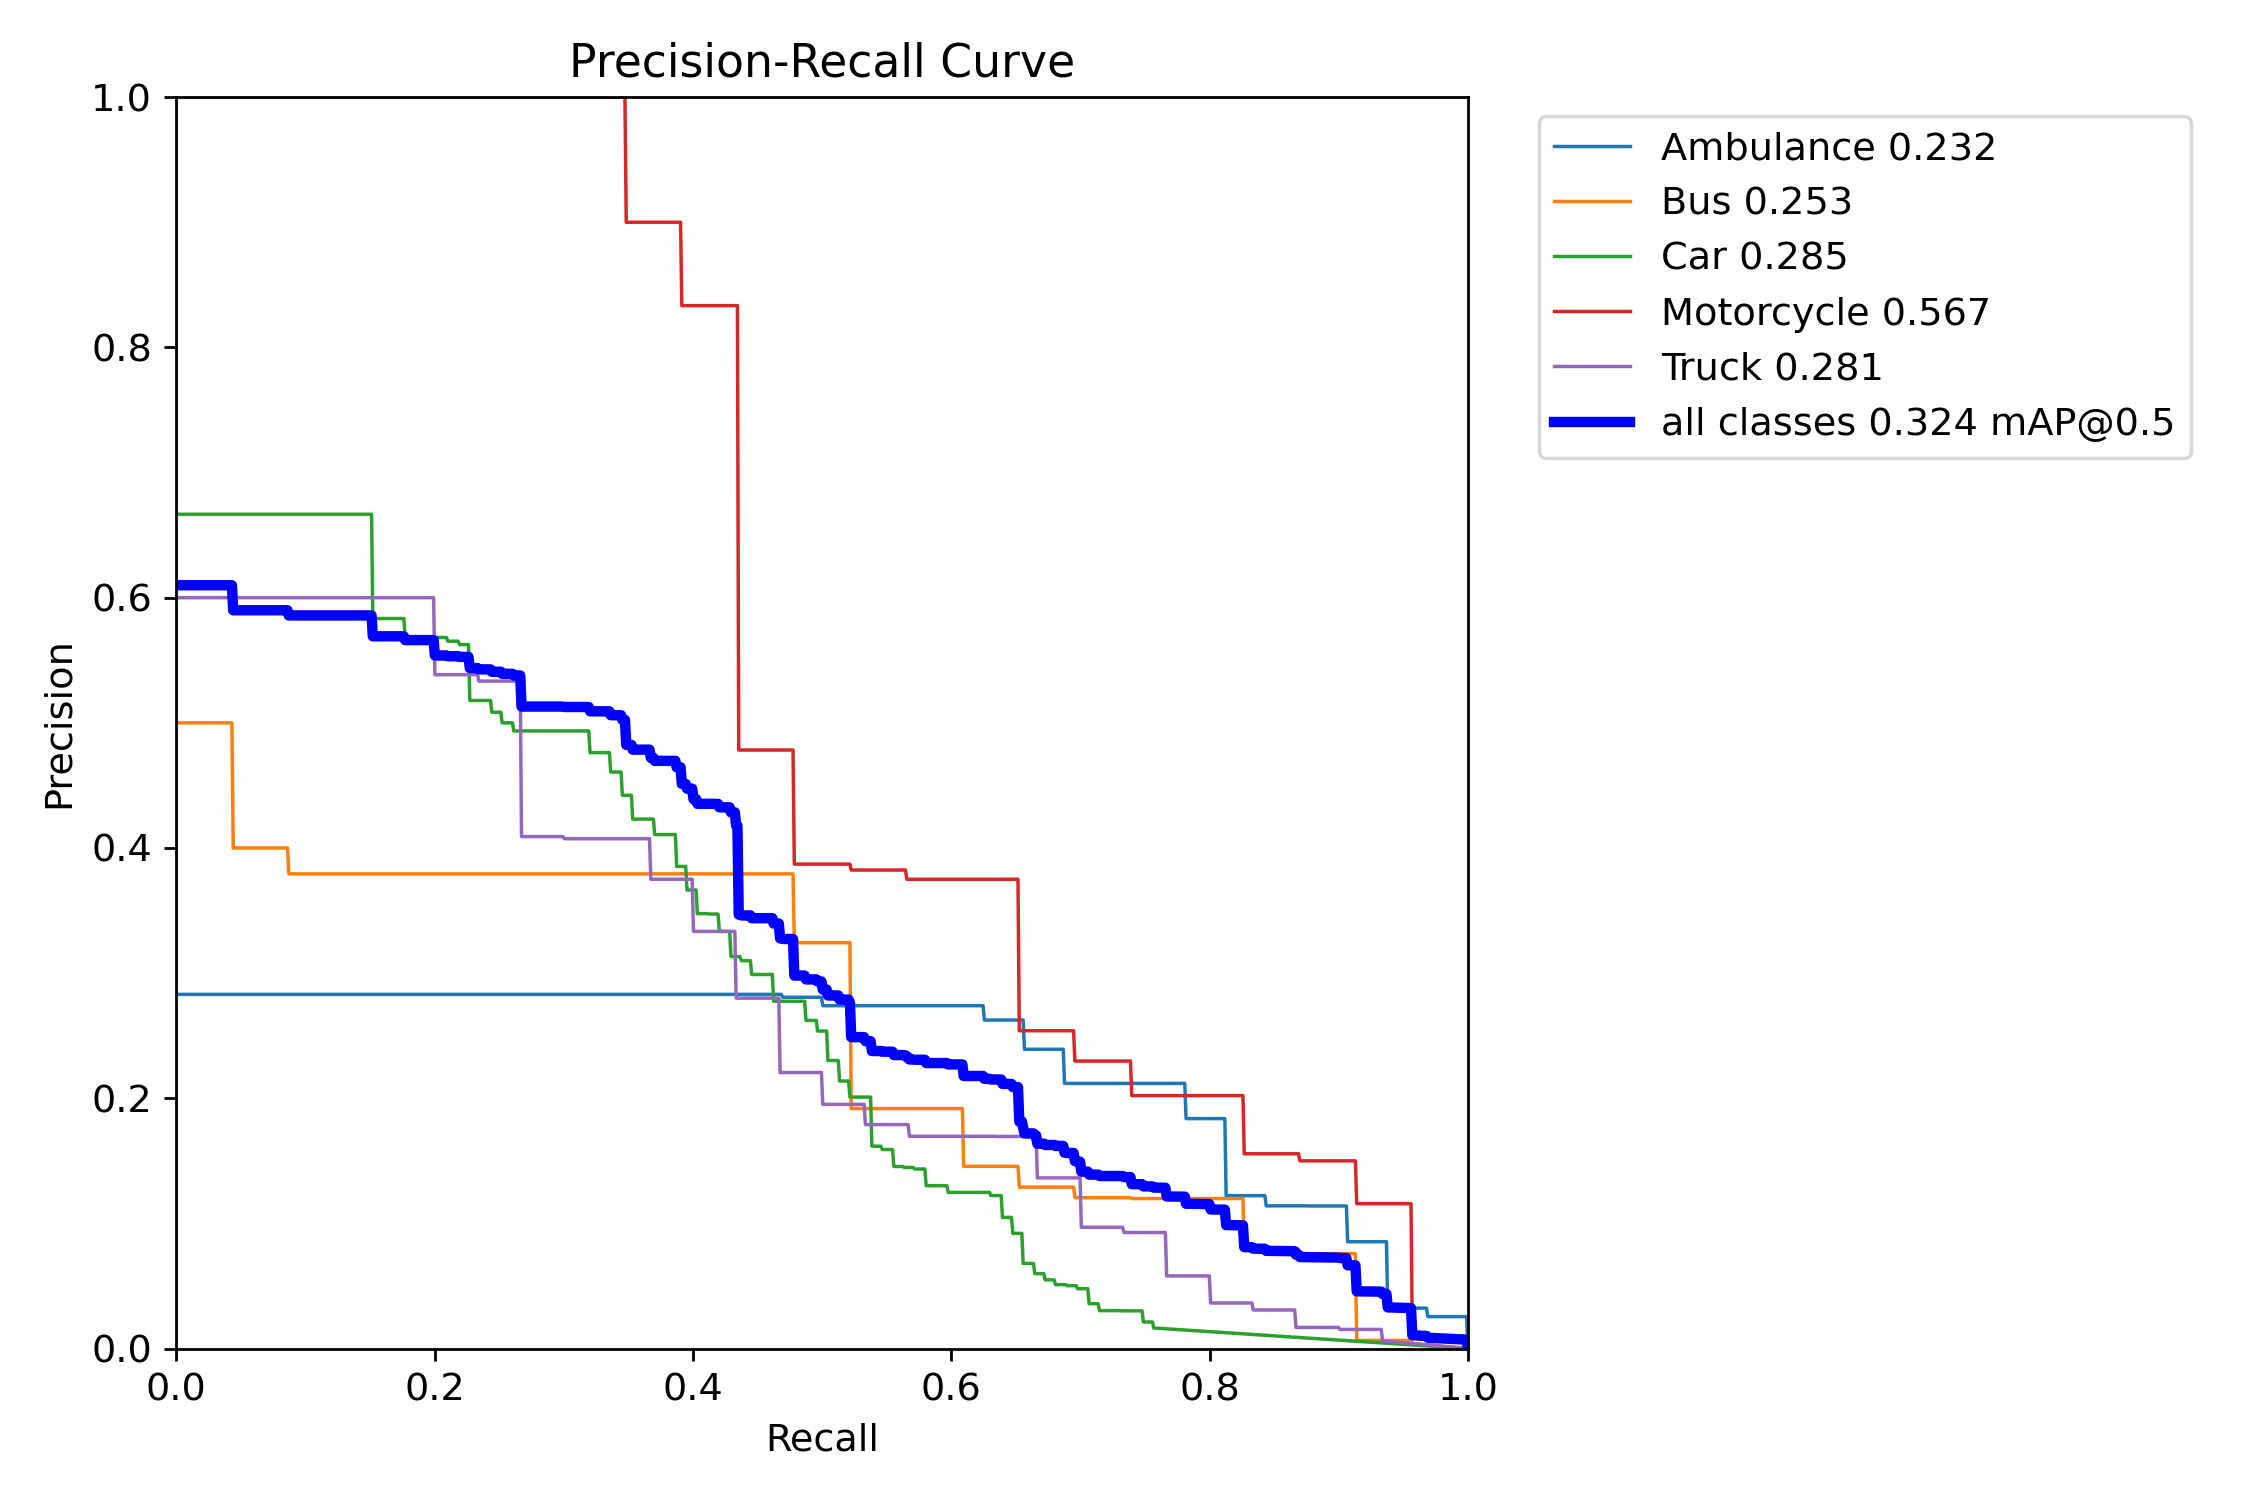 Precision-Recall Curve
1.0
0.8
0.6
0.4
0.2
0.0
Precision
0.0 0.2 0.4 0.6 0.8 1.0
Recall
Ambulance 0.232
Bus 0.253
Car 0.285
Motorcycle 0.567
Truck 0.281
all classes 0.324 mAP@0.5